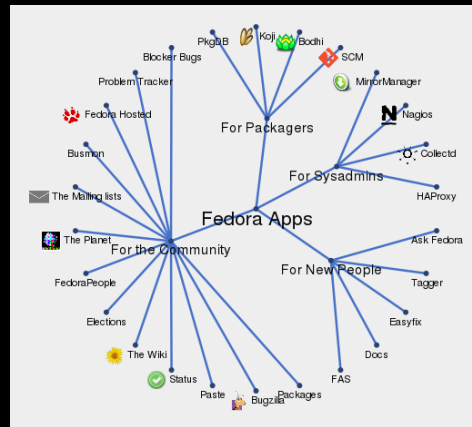 PkgDB
Koji
Bodhi
SCM
Blocker Bugs
Problem Tracker
MirrorManager
Fedora Hosted
Nagios
For Packagers
Busmon
Collectd
For Sysadmins
The Mailing lists
HAProxy
Fedora Apps
The Planet
Ask Fedora
For the Community
For New People
FedoraPeople
Tagger
Elections
Easyfix
The Wiki
Docs
Status
FAS
Paste
Bugzilla
Packages